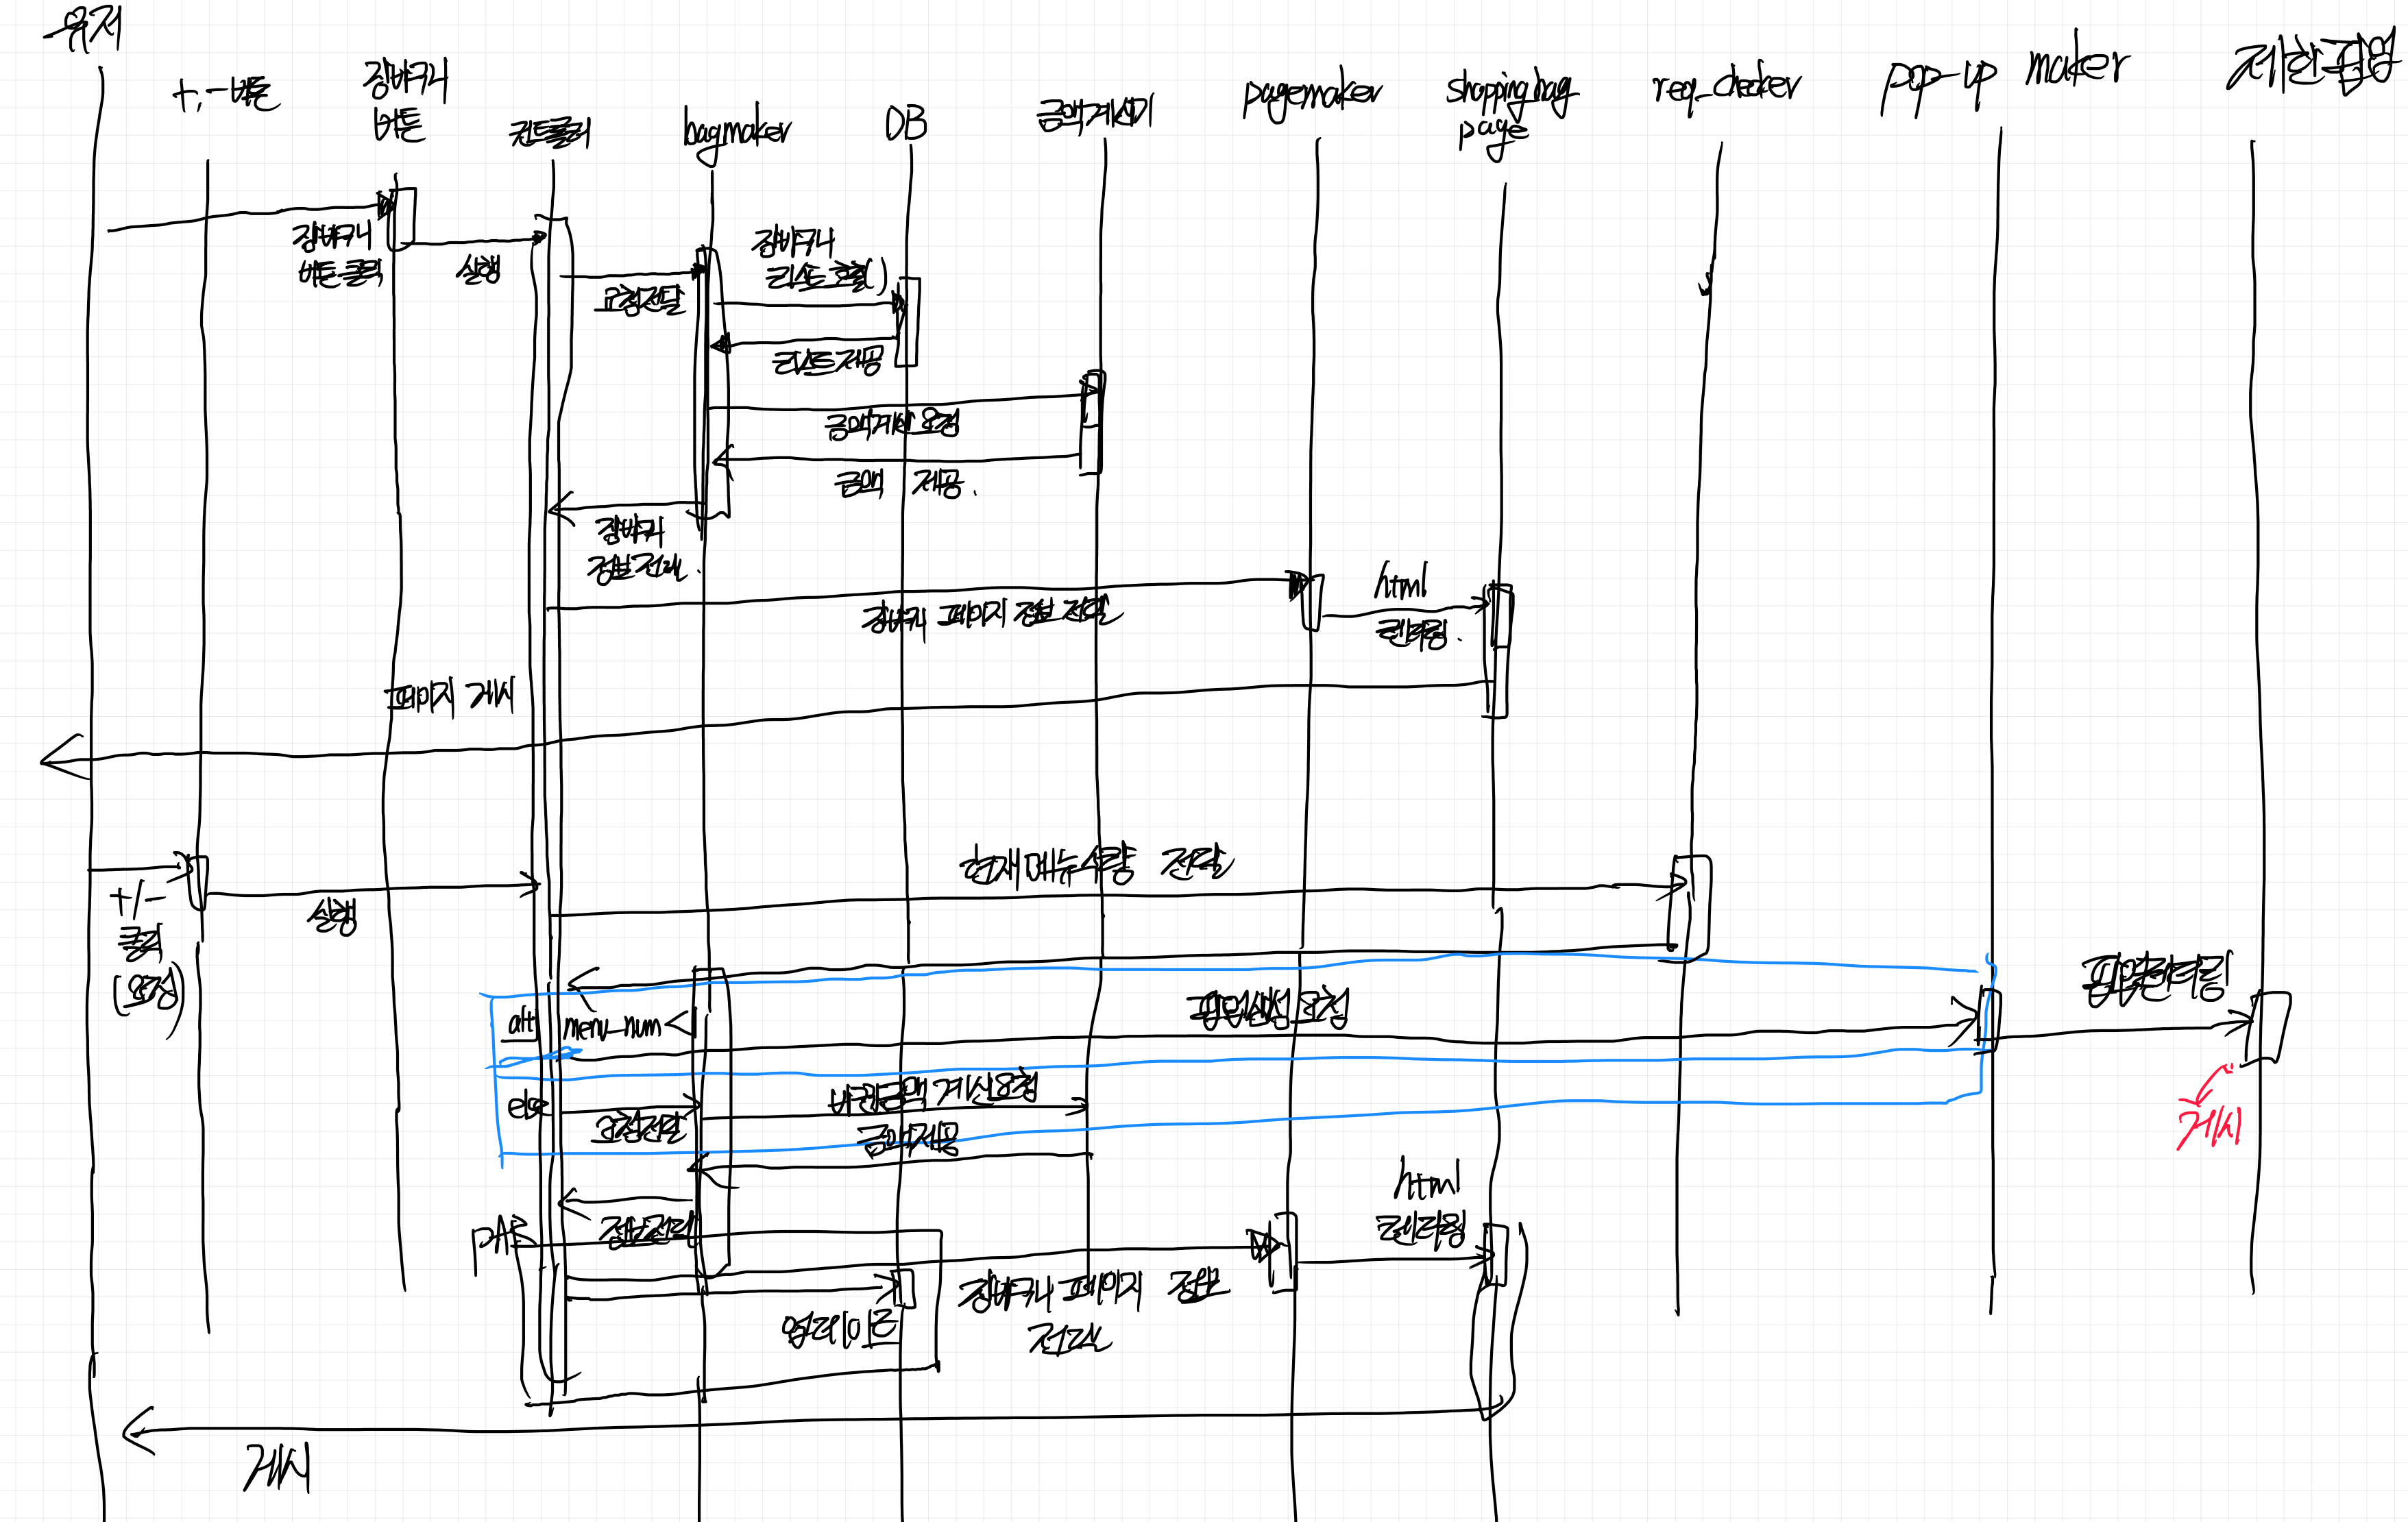 유저
+,-버튼
장바구니
버튼
컨트롤러
bagmaker
DB
금액계산기
pagemaker
shopping bag
page
req_checker
pop-up maker
제한팝업
장바구니
버튼클릭
실행
요청전달
장바구니
리스트호출)
리스트제공
금액계산요청
금액 제공.
장바구니
정보전달.
장바구니 페이지 정보 전달
html
렌더링.
페이지 게시
+/-
클릭
(요청)
실행
현재메뉴수량 전달
alt
menu_num <1
팝업생성요청
팝업렌더링
게시
else
요청전달
금액계산요청
금액제공
정보전달
par
업데이트
장바구니 페이지 정보
전달
html
렌더링
게시